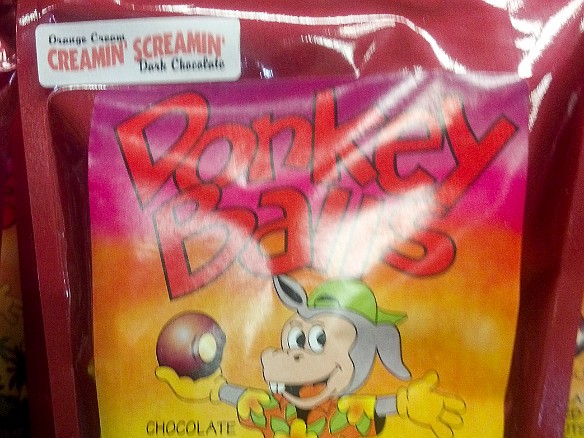 Orange Cream
CREAMIN' SCREAMIN'
Dark Chocolate
Donkey
Balls
CHOCOLATE